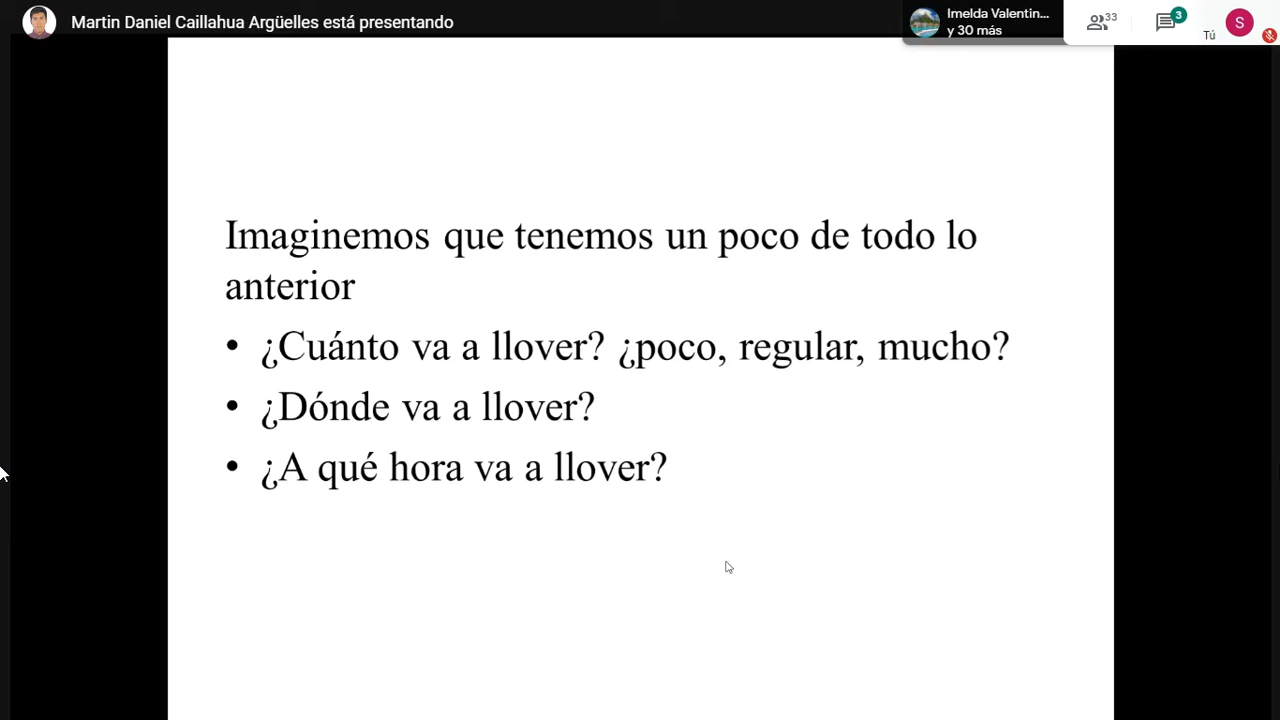 Martin Daniel Caillahua Argüelles está presentando
Imelda Valentin...
y 30 más
33
3
Tú
S
Imaginemos que tenemos un poco de todo lo
anterior
• ¿Cuánto va a llover? ¿poco, regular, mucho?
• ¿Dónde va a llover?
• ¿A qué hora va a llover?